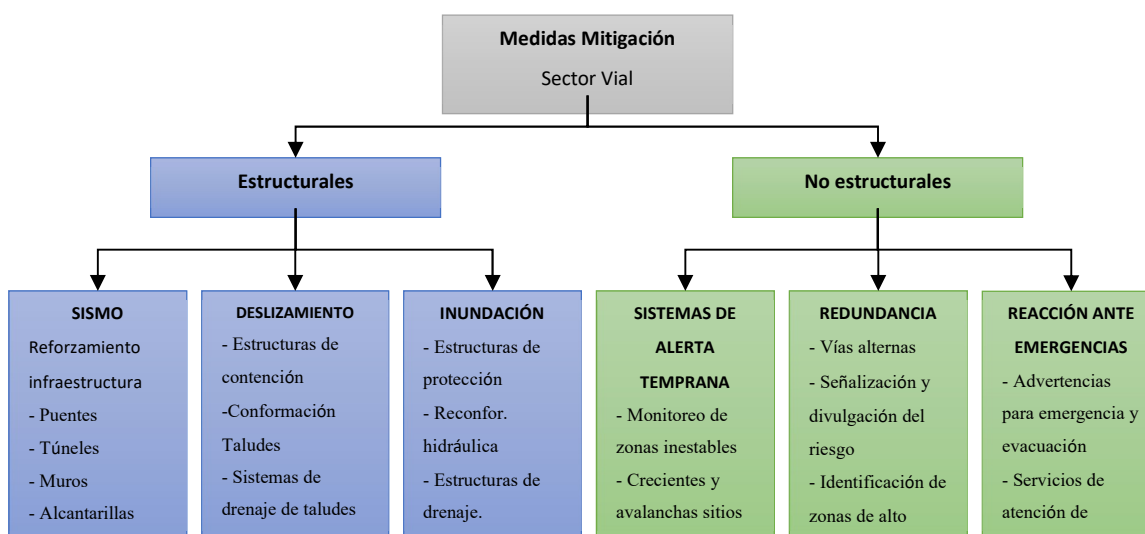 Medidas Mitigación
Sector Vial
Estructurales
No estructurales
SISMO
Reforzamiento
infraestructura
- Puentes
- Túneles
- Muros
- Alcantarillas
DESLIZAMIENTO
- Estructuras de
contención
-Conformación
Taludes
- Sistemas de
drenaje de taludes
INUNDACIÓN
- Estructuras de
protección
- Reconfor.
hidráulica
- Estructuras de
drenaje.
SISTEMAS DE
ALERTA
TEMPRANA
- Monitoreo de
zonas inestables
- Crecientes y
avalanchas sitios
REDUNDANCIA
- Vías alternas
- Señalización y
divulgación del
riesgo
- Identificación de
zonas de alto
REACCIÓN ANTE
EMERGENCIAS
- Advertencias
para emergencia y
evacuación
- Servicios de
atención de